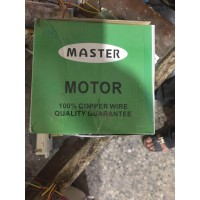 MASTER
MOTOR
100% COPPER WIRE
QUALITY GUARANTEE